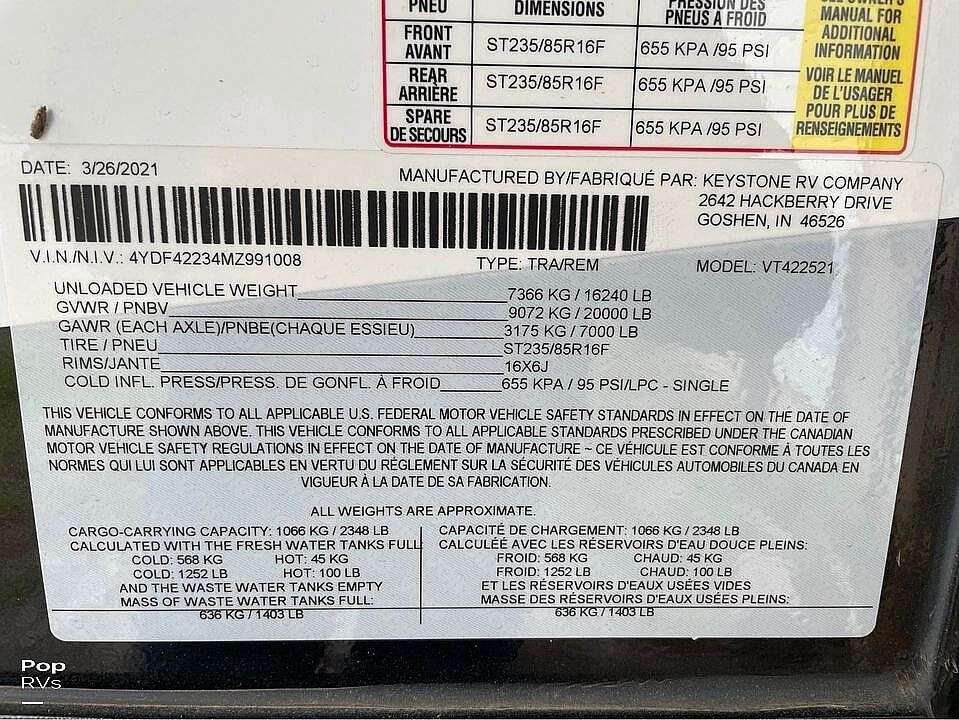 PNEU DIMENSIONS PRESSION DES
PNEUS A FROID
FRONT
AVANT ST235/85R16F 655 KPA /95 PSI
REAR
ARRIÈRE ST235/85R16F 655 KPA /95 PSI
SPARE
DE SECOURS ST235/85R16F 655 KPA /95 PSI
SEE OWNER'S
MANUAL FOR
ADDITIONAL
INFORMATION
VOIR LE MANUEL
DE L'USAGER
POUR PLUS DE
RENSEIGNEMENTS
DATE: 3/26/2021
MANUFACTURED BY/FABRIQUÉ PAR: KEYSTONE RV COMPANY
2642 HACKBERRY DRIVE
GOSHEN, IN 46526
V.I.N./N.I.V.: 4YDF42234MZ991008 TYPE: TRA/REM MODEL: VT422521
UNLOADED VEHICLE WEIGHT 7366 KG / 16240 LB
GVWR / PNBV 9072 KG / 20000 LB
GAWR (EACH AXLE)/PNBE(CHAQUE ESSIEU) 3175 KG / 7000 LB
TIRE / PNEU ST235/85R16F
RIMS/JANTE 16X6J
COLD INFL. PRESS/PRESS. DE GONFL. À FROID 655 KPA / 95 PSI/LPC - SINGLE
THIS VEHICLE CONFORMS TO ALL APPLICABLE U.S. FEDERAL MOTOR VEHICLE SAFETY STANDARDS IN EFFECT ON THE DATE OF
MANUFACTURE SHOWN ABOVE. THIS VEHICLE CONFORMS TO ALL APPLICABLE STANDARDS PRESCRIBED UNDER THE CANADIAN
MOTOR VEHICLE SAFETY REGULATIONS IN EFFECT ON THE DATE OF MANUFACTURE ~ CE VÉHICULE EST CONFORME À TOUTES LES
NORMES QUI LUI SONT APPLICABLES EN VERTU DU RÉGLEMENT SUR LA SÉCURITÉ DES VÉHICULES AUTOMOBILES DU CANADA EN
VIGUEUR À LA DATE DE SA FABRICATION.
ALL WEIGHTS ARE APPROXIMATE.
CARGO-CARRYING CAPACITY: 1066 KG / 2348 LB
CALCULATED WITH THE FRESH WATER TANKS FULL
COLD: 568 KG HOT: 45 KG
COLD: 1252 LB HOT: 100 LB
AND THE WASTE WATER TANKS EMPTY
MASS OF WASTE WATER TANKS FULL:
636 KG / 1403 LB
CAPACITÉ DE CHARGEMENT: 1066 KG / 2348 LB
CALCULÉE AVEC LES RÉSERVOIRS D'EAU DOUCE PLEINS:
FROID: 568 KG CHAUD: 45 KG
FROID: 1252 LB CHAUD: 100 LB
ET LES RÉSERVOIRS D'EAU USÉES VIDES
MASSE DES RÉSERVOIRS D'EAUX USÉES PLEINS:
636 KG / 1403 LB
Pop
RVs